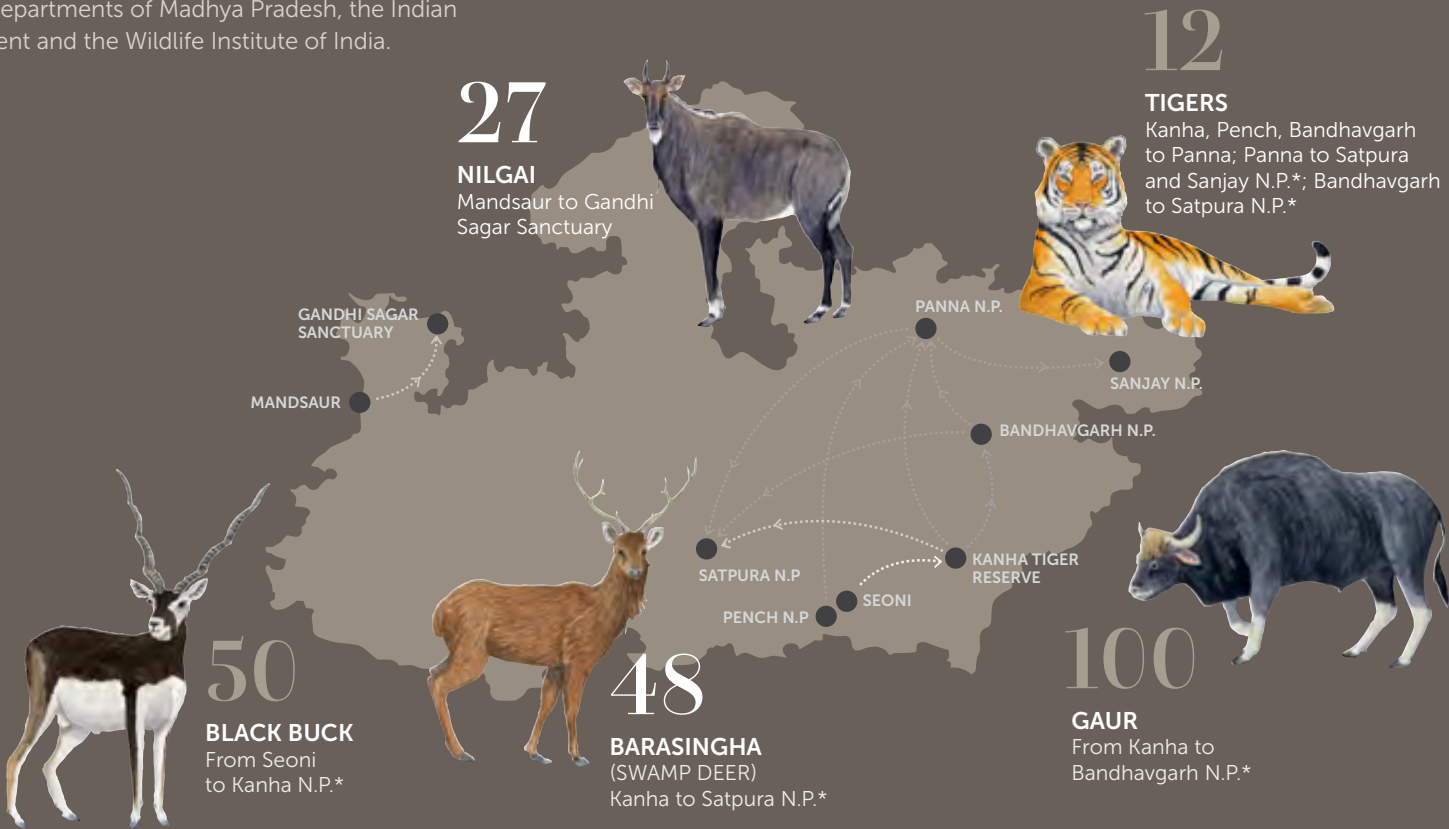 epartments of Madhya Pradesh, the Indian
ent and the Wildlife Institute of India.
27
NILGAI
Mandsaur to Gandhi
Sagar Sanctuary
12
TIGERS
Kanha, Pench, Bandhavgarh
to Panna; Panna to Satpura
and Sanjay N.P.*; Bandhavgarh
to Satpura N.P.*
GANDHI SAGAR
SANCTUARY
MANDSAUR
PANNA N.P.
SANJAY N.P.
BANDHAVGARH N.P.
SATPURA N.P
KANHA TIGER
RESERVE
SEONI
PENCH N.P
50
BLACK BUCK
From Seoni
to Kanha N.P.*
48
BARASINGHA
(SWAMP DEER)
Kanha to Satpura N.P.*
100
GAUR
From Kanha to
Bandhavgarh N.P.*